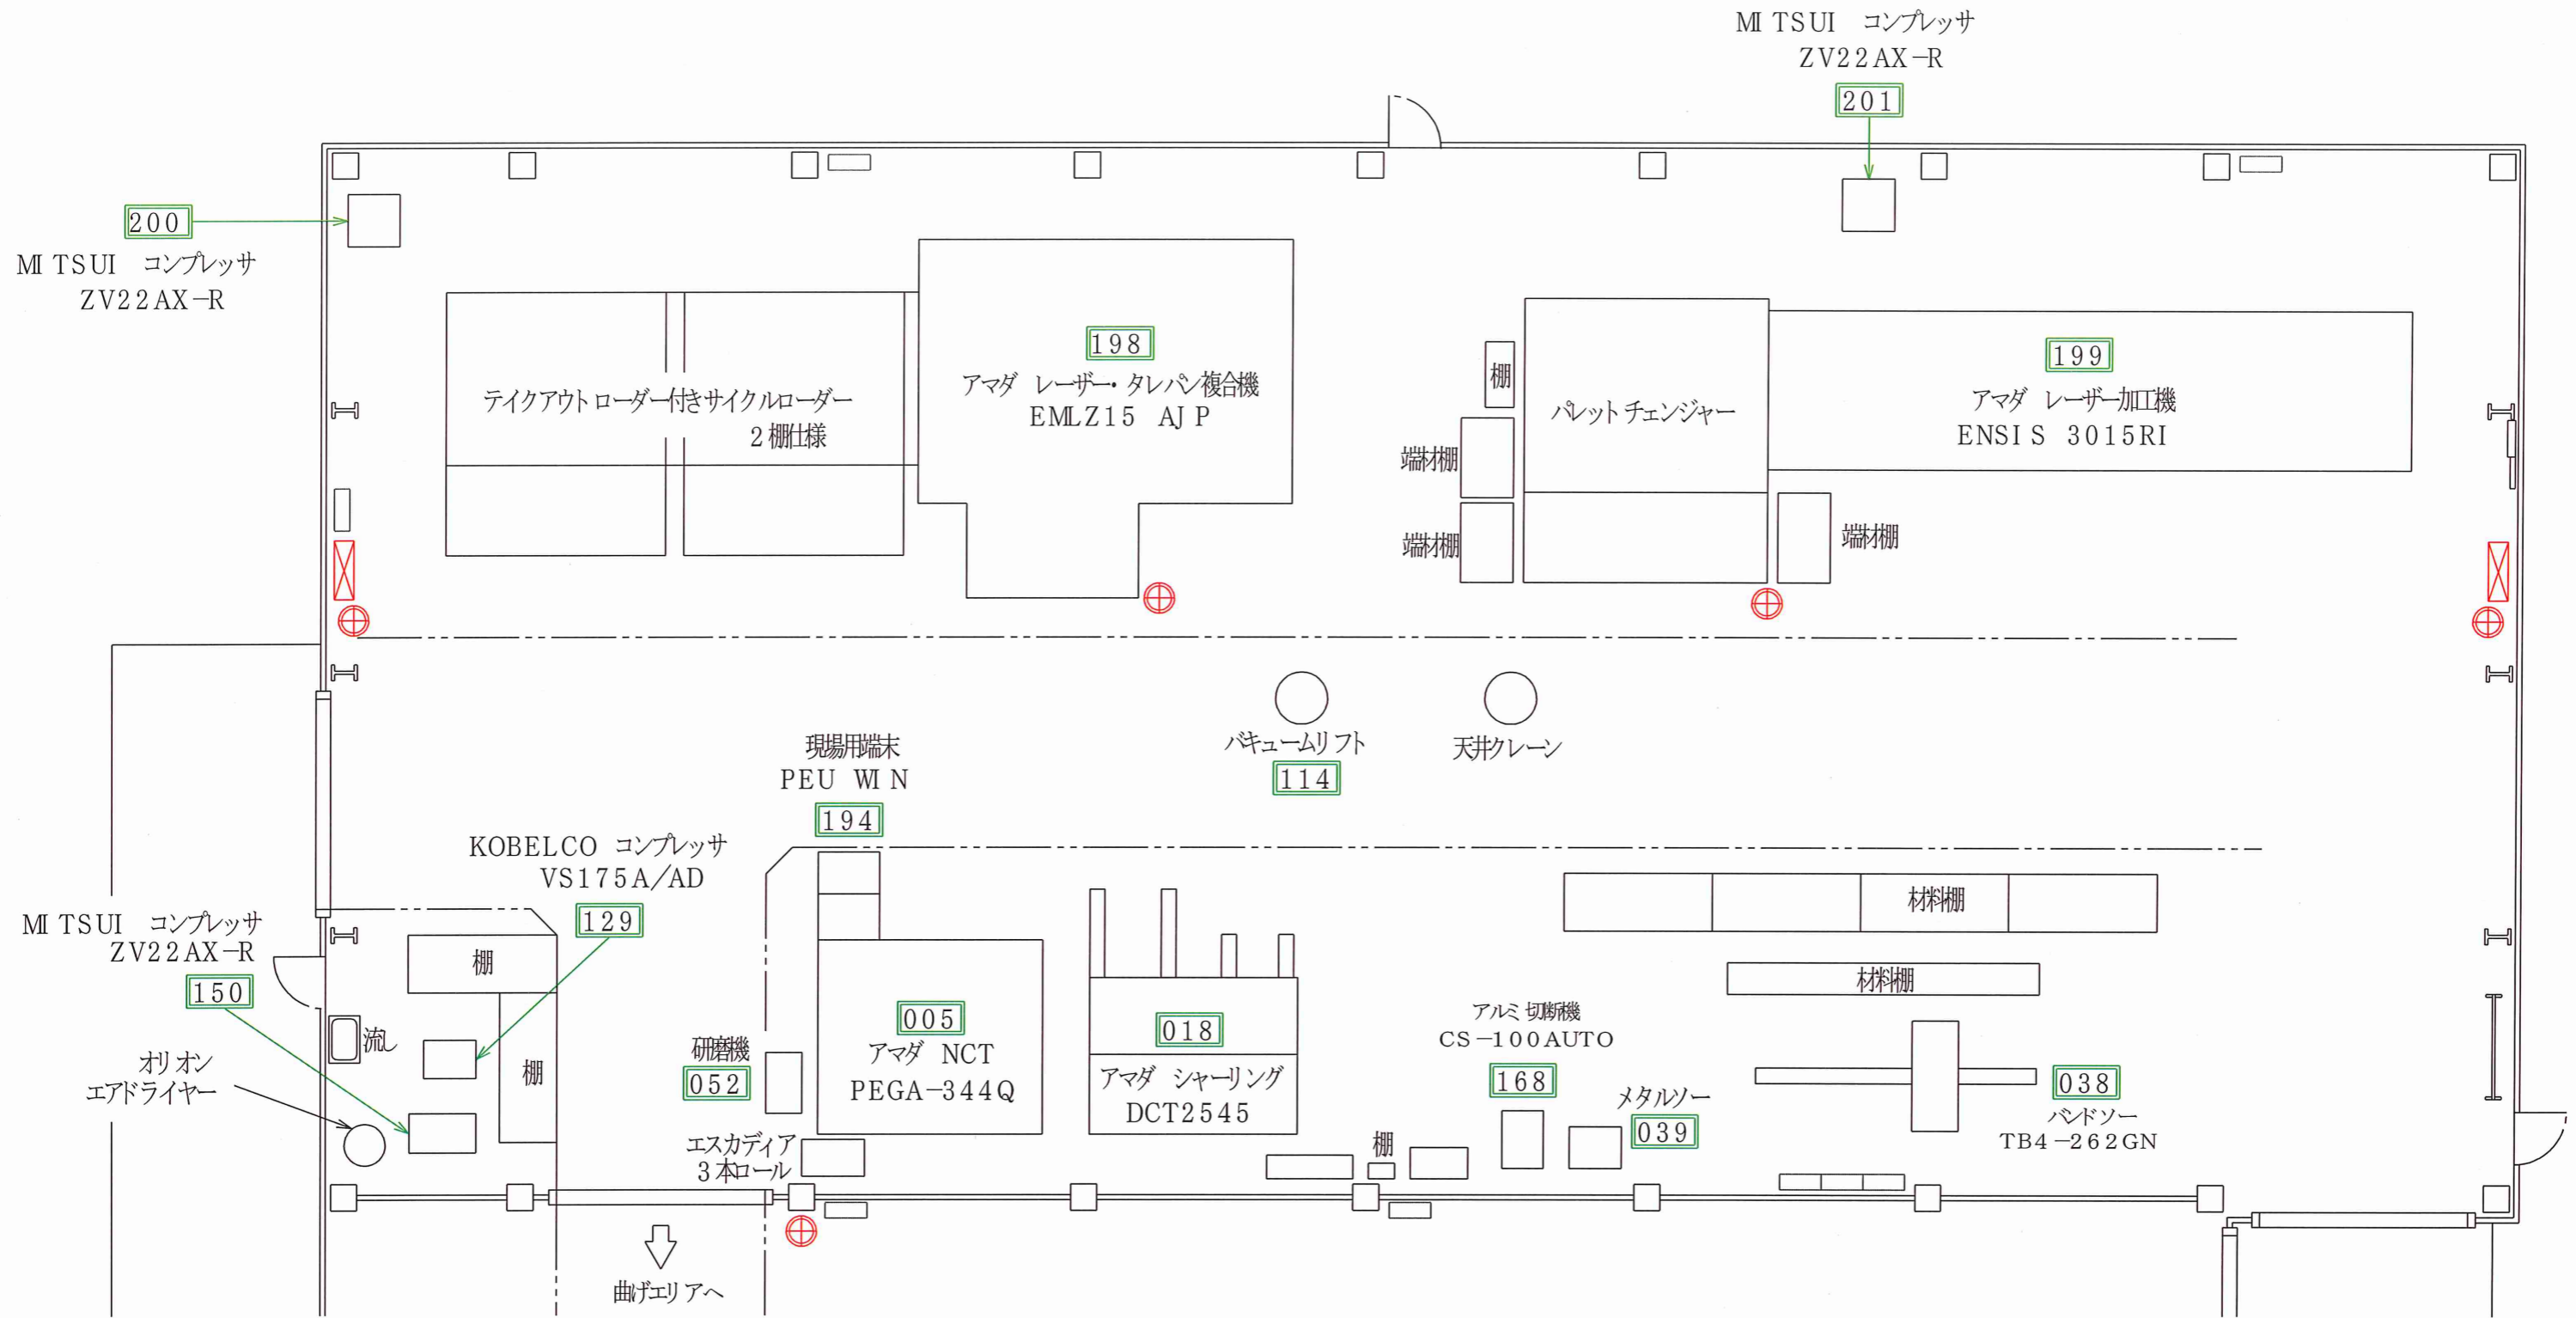 MITSUI コンプレッサ
ZV22AX-R
201
200
MITSUI コンプレッサ
ZV22AX-R
198
アマダ レーザー・タレパン複合機
EMLZ15 AJP
テイクアウトローダー付きサイクルローダー
2棚仕様
棚
端材棚
端材棚
パレットチェンジャー
199
アマダ レーザー加工機
ENSIS 3015RI
端材棚
バキュームリフト
114
天井クレーン
現場用端末
PEU WIN
194
KOBELCO コンプレッサ
VS175A/AD
129
MITSUI コンプレッサ
ZV22AX-R
150
棚
棚
流し
オリオン
エアドライヤー
研磨機
052
005
アマダ NCT
PEGA-344Q
018
アマダ シャーリング
DCT2545
エスカディア
3本ロール
棚
アルミ切断機
CS-100AUTO
168
メタルソー
039
材料棚
材料棚
038
バンドソー
TB4-262GN
曲げエリアへ